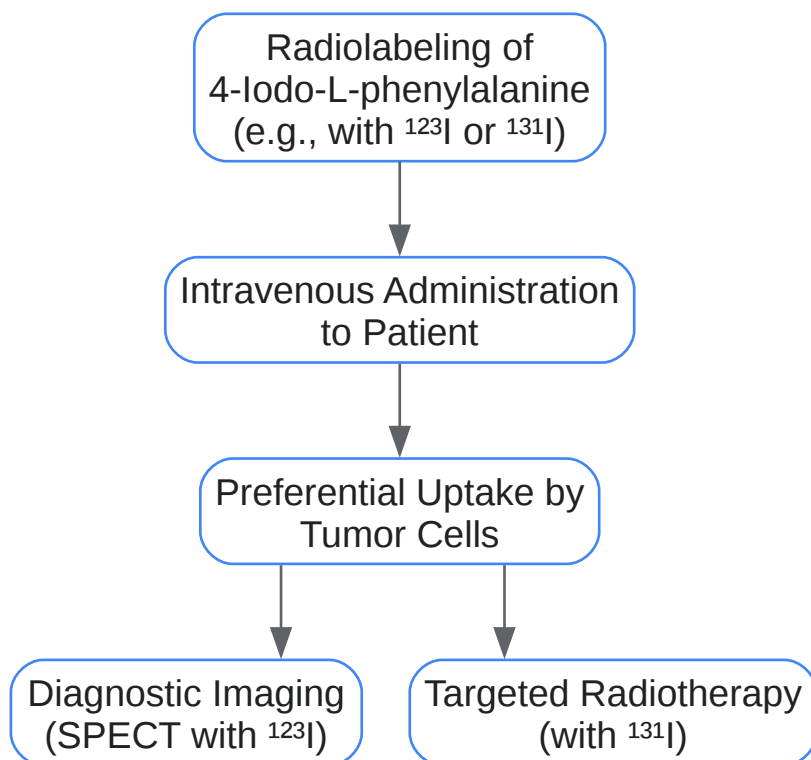 Radiolabeling of
4-Iodo-L-phenylalanine
(e.g., with ¹²³I or ¹³¹I)
Intravenous Administration
to Patient
Preferential Uptake by
Tumor Cells
Diagnostic Imaging
(SPECT with ¹²³I)
Targeted Radiotherapy
(with ¹³¹I)